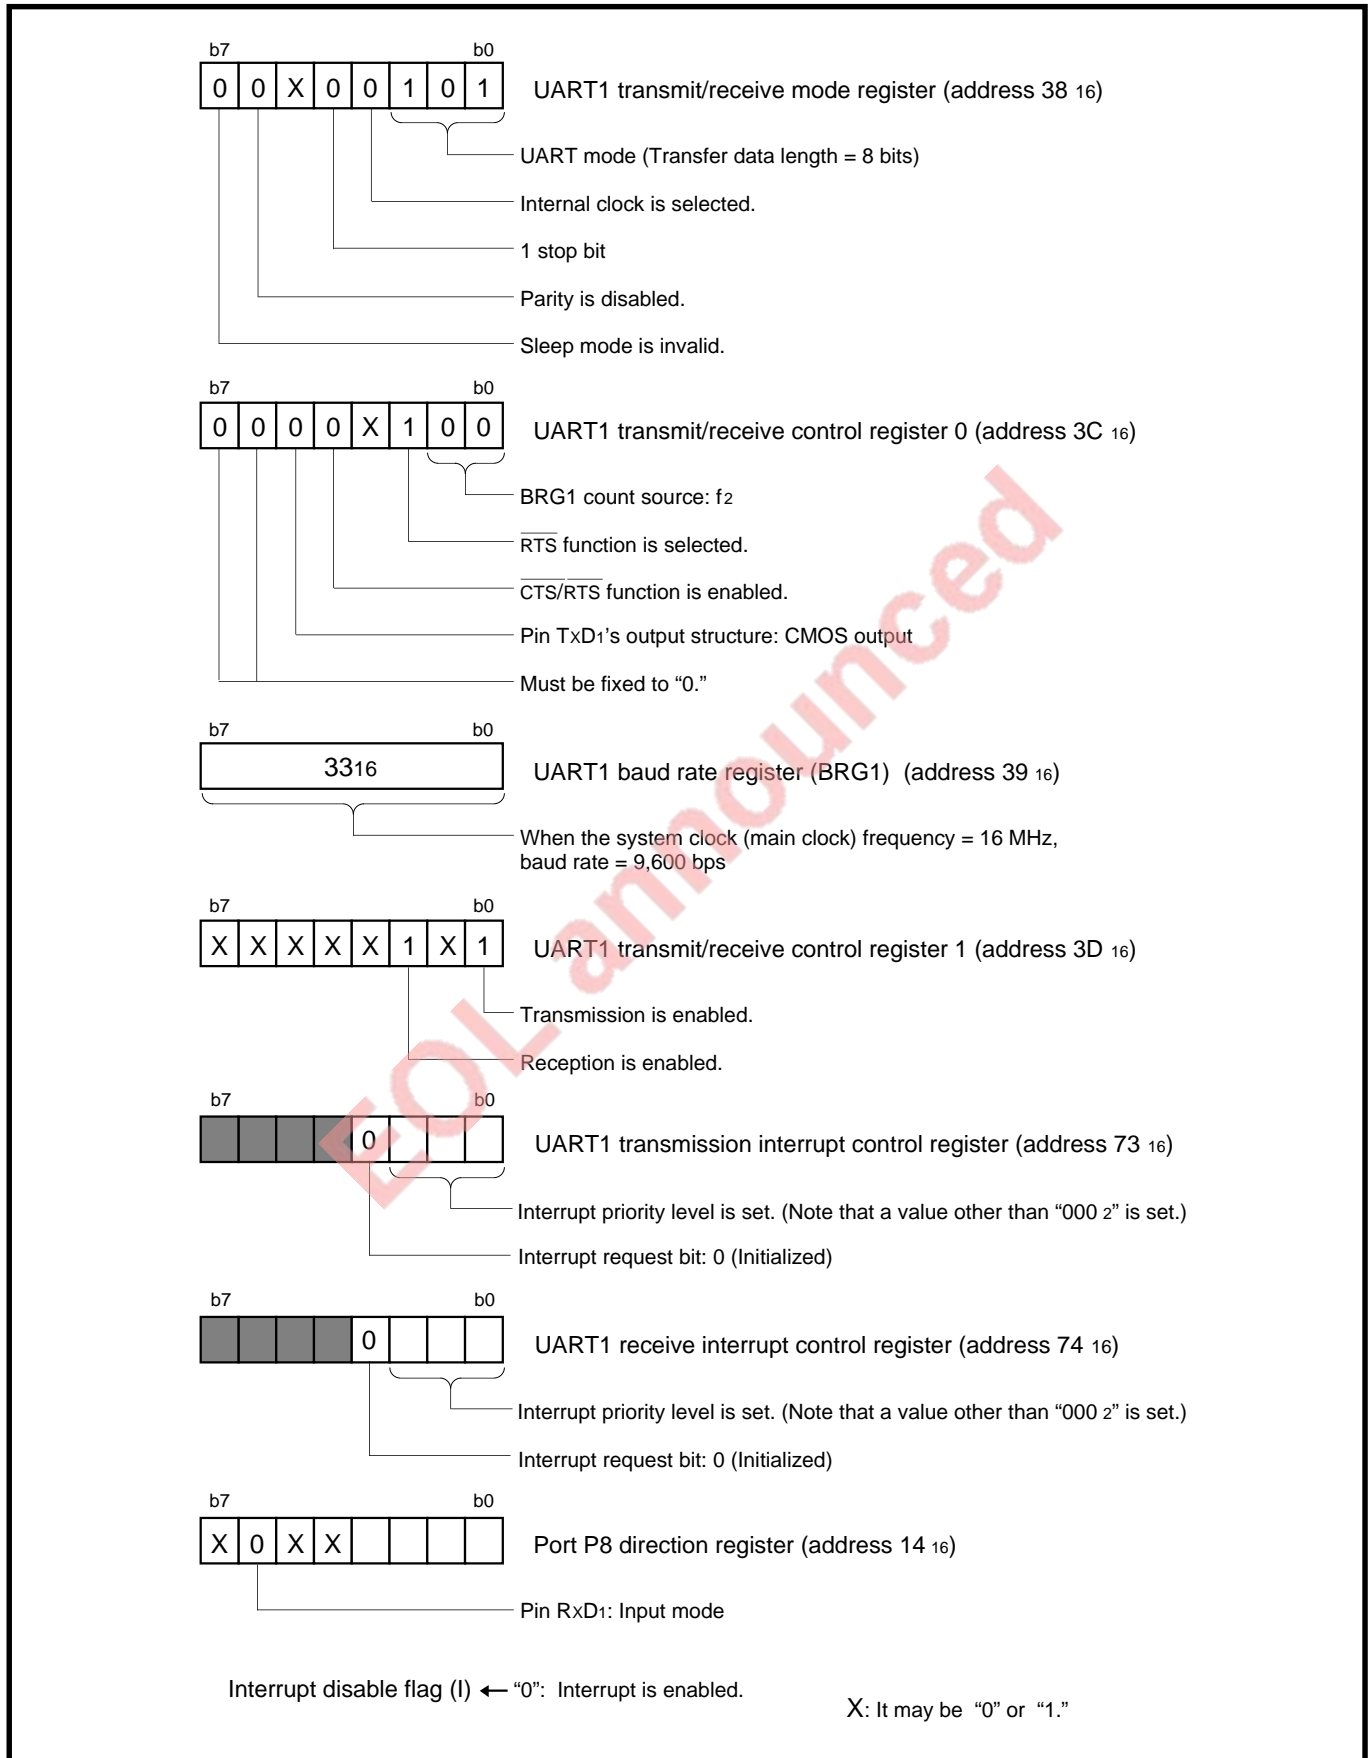 b7 b0
0 0 X 0 0 1 0 1 UART1 transmit/receive mode register (address 38 16)
UART mode (Transfer data length = 8 bits)
Internal clock is selected.
1 stop bit
Parity is disabled.
Sleep mode is invalid.
b7 b0
0 0 0 0 X 1 0 0 UART1 transmit/receive control register 0 (address 3C 16)
BRG1 count source: f2
RTS function is selected.
CTS/RTS function is enabled.
Pin TxD1's output structure: CMOS output
Must be fixed to “0.”
b7 b0
3316 UART1 baud rate register (BRG1) (address 39 16)
When the system clock (main clock) frequency = 16 MHz,
baud rate = 9,600 bps
b7 b0
X X X X X 1 X 1 UART1 transmit/receive control register 1 (address 3D 16)
Transmission is enabled.
Reception is enabled.
b7 b0
0 UART1 transmission interrupt control register (address 73 16)
Interrupt priority level is set. (Note that a value other than “000 2” is set.)
Interrupt request bit: 0 (Initialized)
b7 b0
0 UART1 receive interrupt control register (address 74 16)
Interrupt priority level is set. (Note that a value other than “000 2” is set.)
Interrupt request bit: 0 (Initialized)
b7 b0
X 0 X X Port P8 direction register (address 14 16)
Pin RxD1: Input mode
Interrupt disable flag (I) ← “0”: Interrupt is enabled.
X: It may be “0” or “1.”
EOL announced